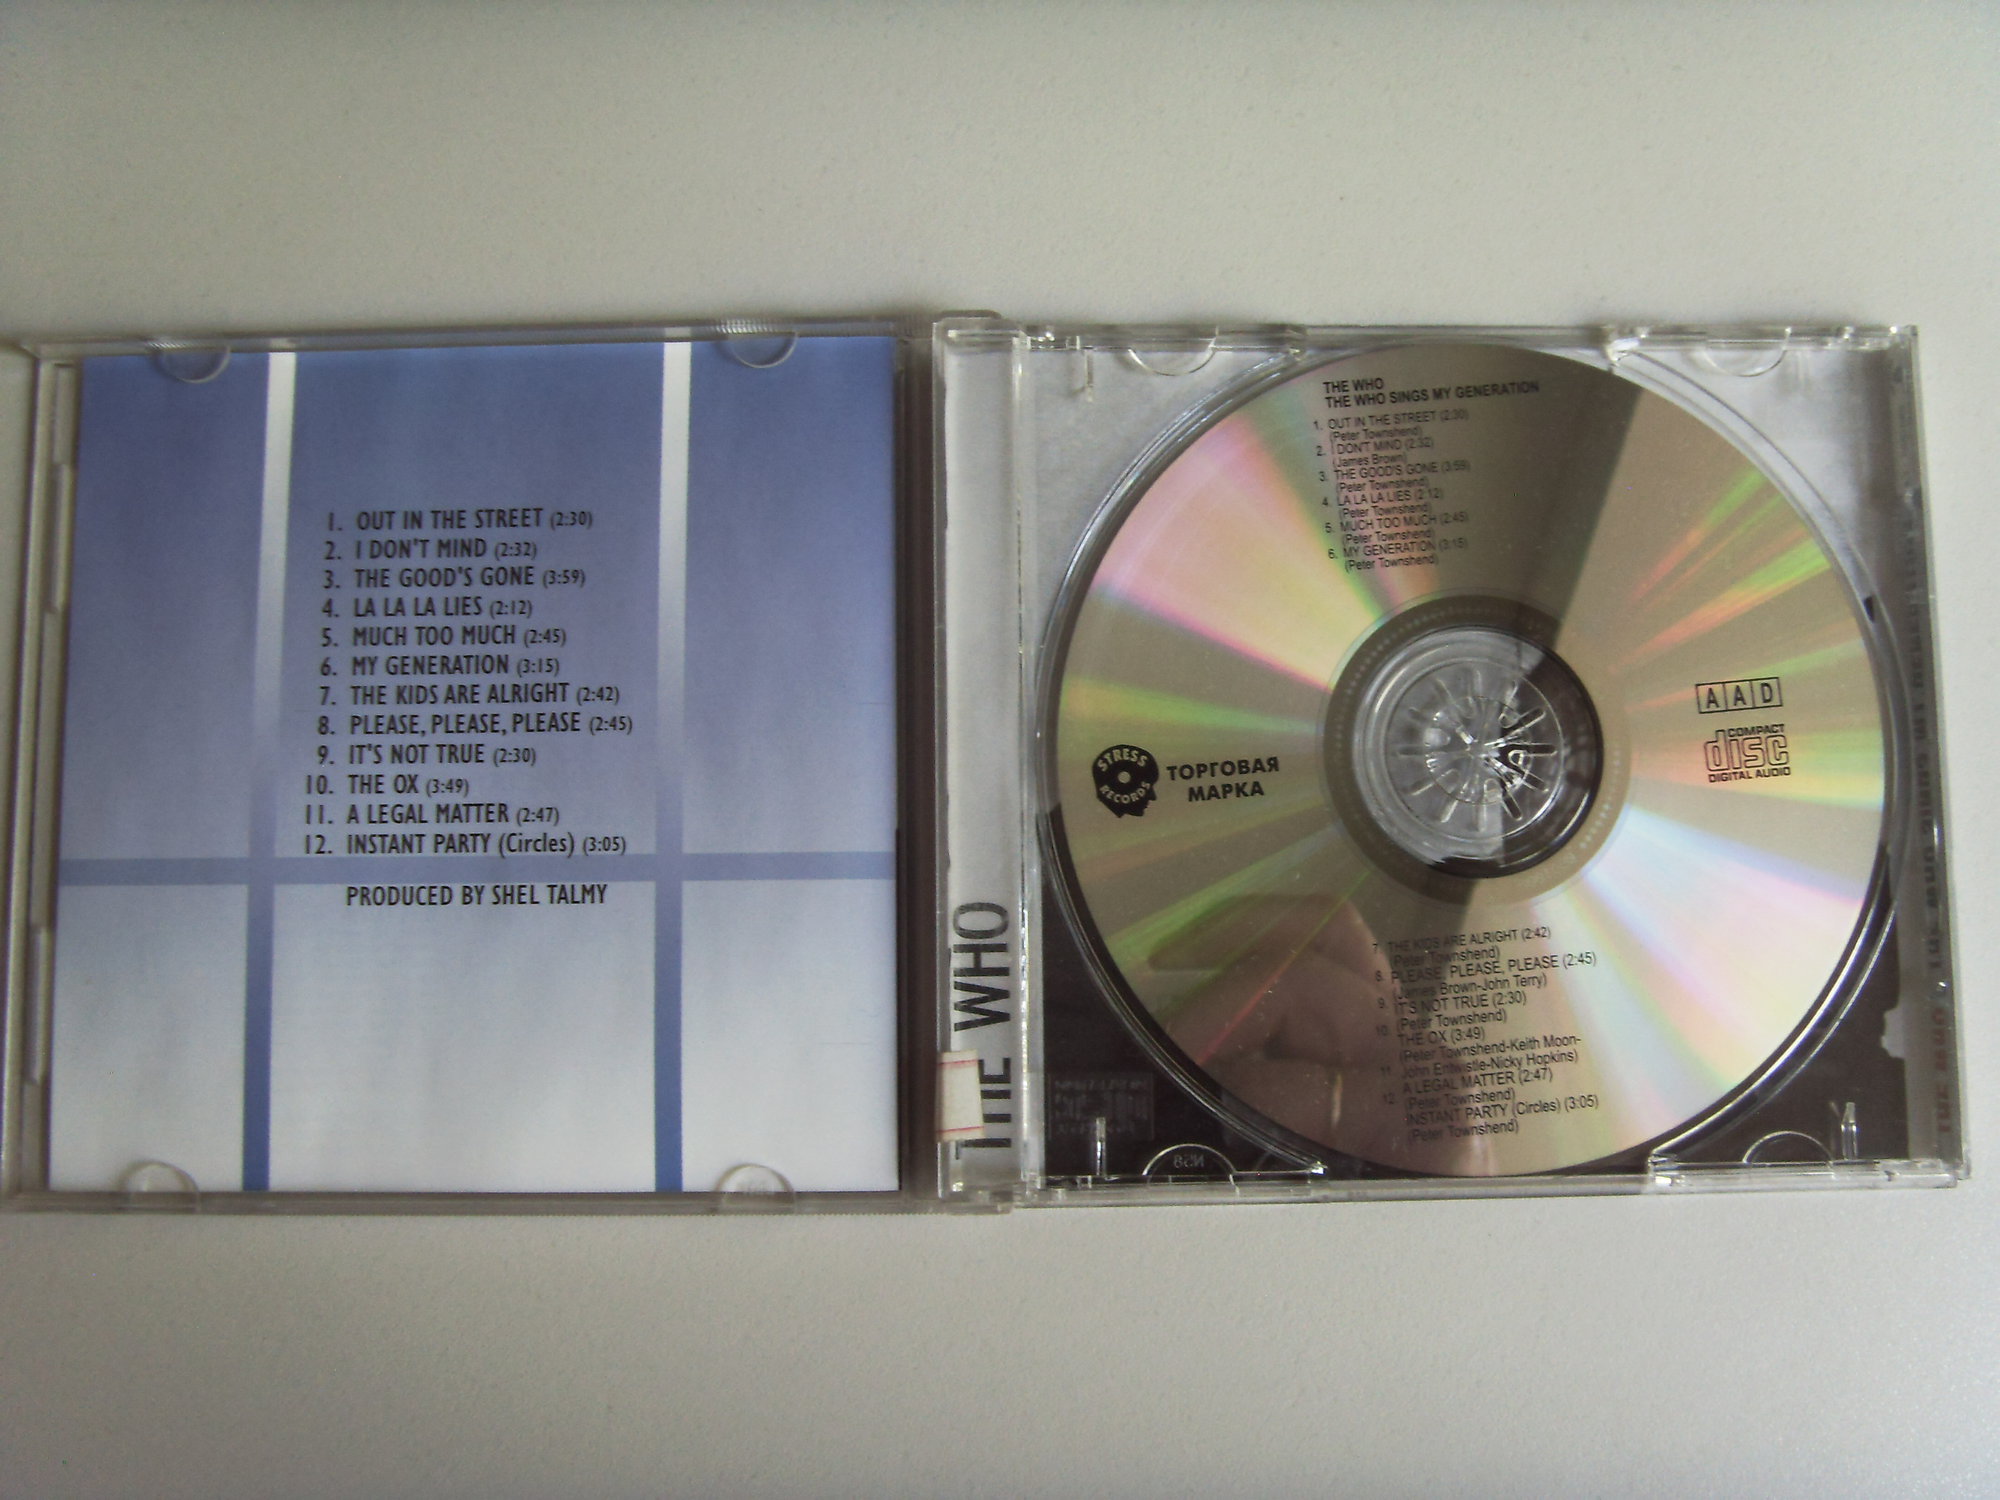 1. OUT IN THE STREET (2:30)
2. I DON'T MIND (2:32)
3. THE GOOD'S GONE (3:59)
4. LA LA LA LIES (2:12)
5. MUCH TOO MUCH (2:45)
6. MY GENERATION (3:15)
7. THE KIDS ARE ALRIGHT (2:42)
8. PLEASE, PLEASE, PLEASE (2:45)
9. IT'S NOT TRUE (2:30)
10. THE OX (3:49)
11. A LEGAL MATTER (2:47)
12. INSTANT PARTY (Circles) (3:05)
PRODUCED BY SHEL TALMY
THE WHO
THE WHO
THE WHO SINGS MY GENERATION
1. OUT IN THE STREET (2:30)
(Peter Townshend)
2. I DON'T MIND (2:32)
(James Brown)
3. THE GOOD'S GONE (3:59)
(Peter Townshend)
4. LA LA LA LIES (2:12)
(Peter Townshend)
5. MUCH TOO MUCH (2:45)
(Peter Townshend)
6. MY GENERATION (3:15)
(Peter Townshend)
STRESS
RECORDS
ТОРГОВАЯ
МАРКА
AAD
COMPACT
disc
DIGITAL AUDIO
7. THE KIDS ARE ALRIGHT (2:42)
(Peter Townshend)
8. PLEASE, PLEASE, PLEASE (2:45)
(James Brown-John Terry)
9. IT'S NOT TRUE (2:30)
(Peter Townshend)
10. THE OX (3:49)
(Peter Townshend-Keith Moon-
11. John Entwistle-Nicky Hopkins)
A LEGAL MATTER (2:47)
12. (Peter Townshend)
INSTANT PARTY (Circles) (3:05)
(Peter Townshend)
THE WHO